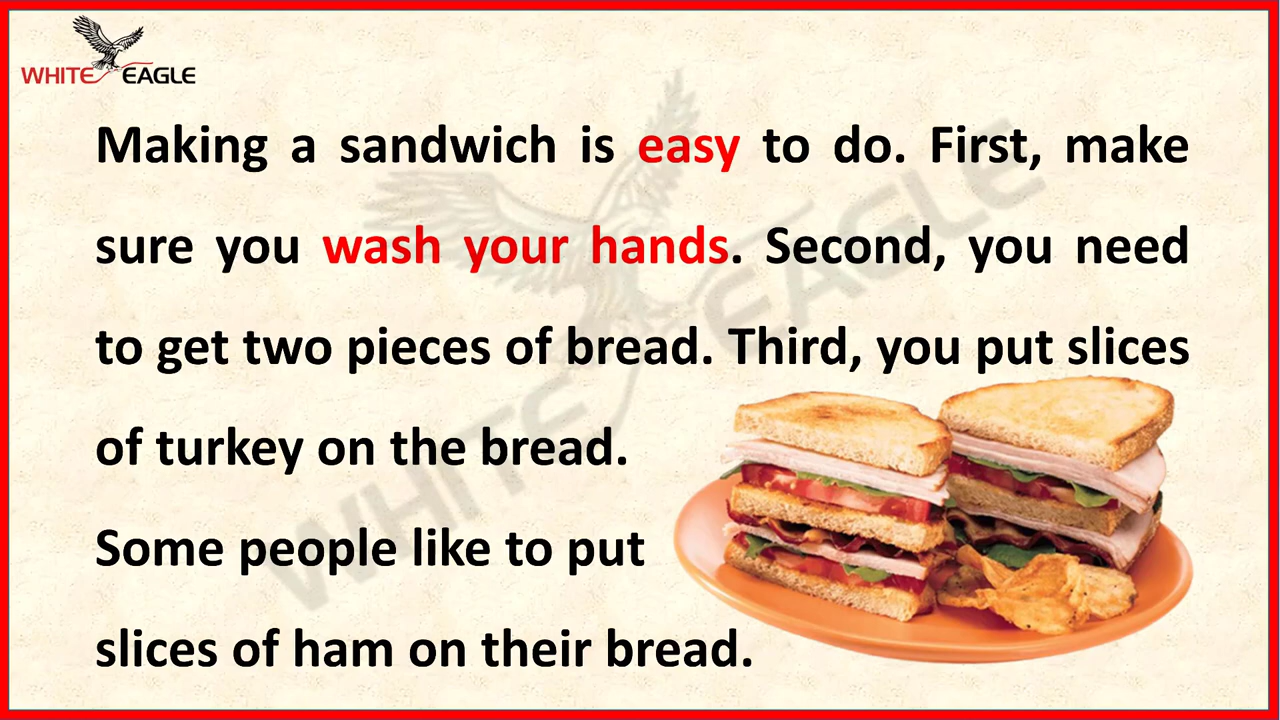 WHITE EAGLE
Making a sandwich is easy to do. First, make
sure you wash your hands. Second, you need
to get two pieces of bread. Third, you put slices
of turkey on the bread.
Some people like to put
slices of ham on their bread.
WHITE EAGLE